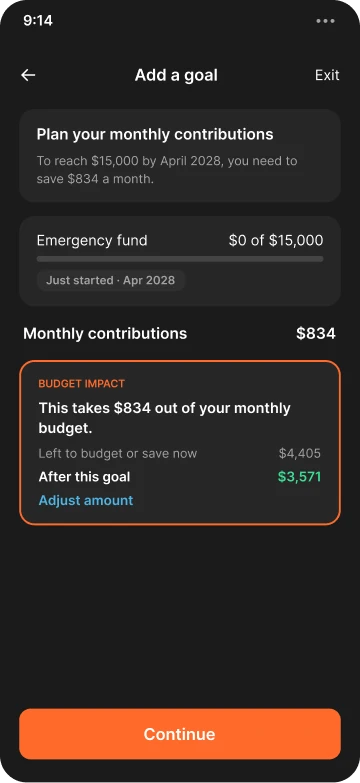 9:14
Add a goal
Exit
Plan your monthly contributions
To reach $15,000 by April 2028, you need to
save $834 a month.
Emergency fund $0 of $15,000
Just started · Apr 2028
Monthly contributions $834
BUDGET IMPACT
This takes $834 out of your monthly
budget.
Left to budget or save now $4,405
After this goal $3,571
Adjust amount
Continue